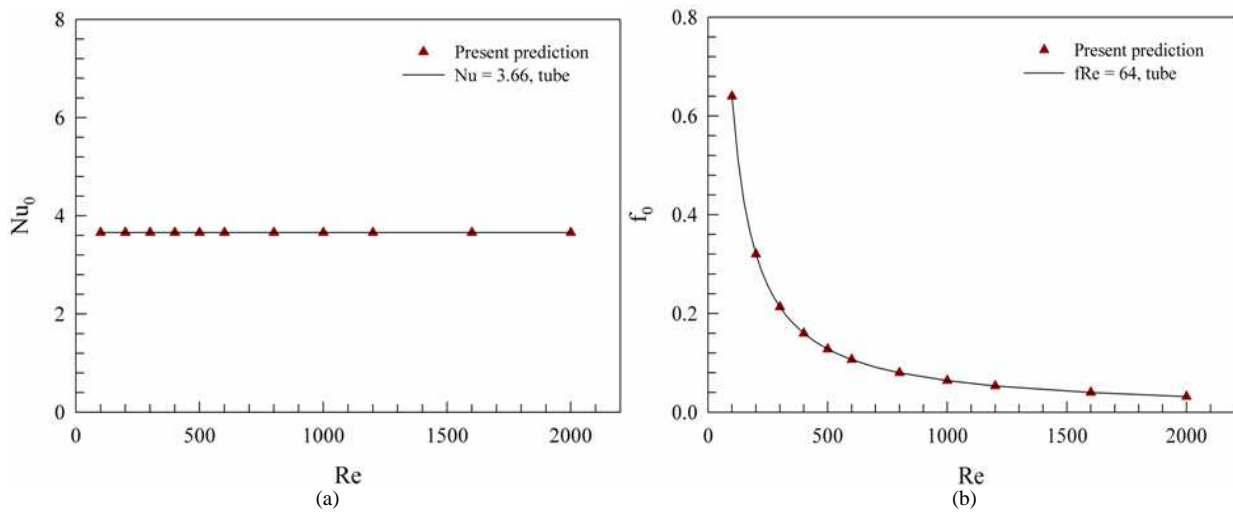 8
6
4
2
0
Nu0
Present prediction
Nu = 3.66, tube
0 500 1000 1500 2000
Re
(a)
0.8
0.6
0.4
0.2
0.0
f0
Present prediction
fRe = 64, tube
0 500 1000 1500 2000
Re
(b)